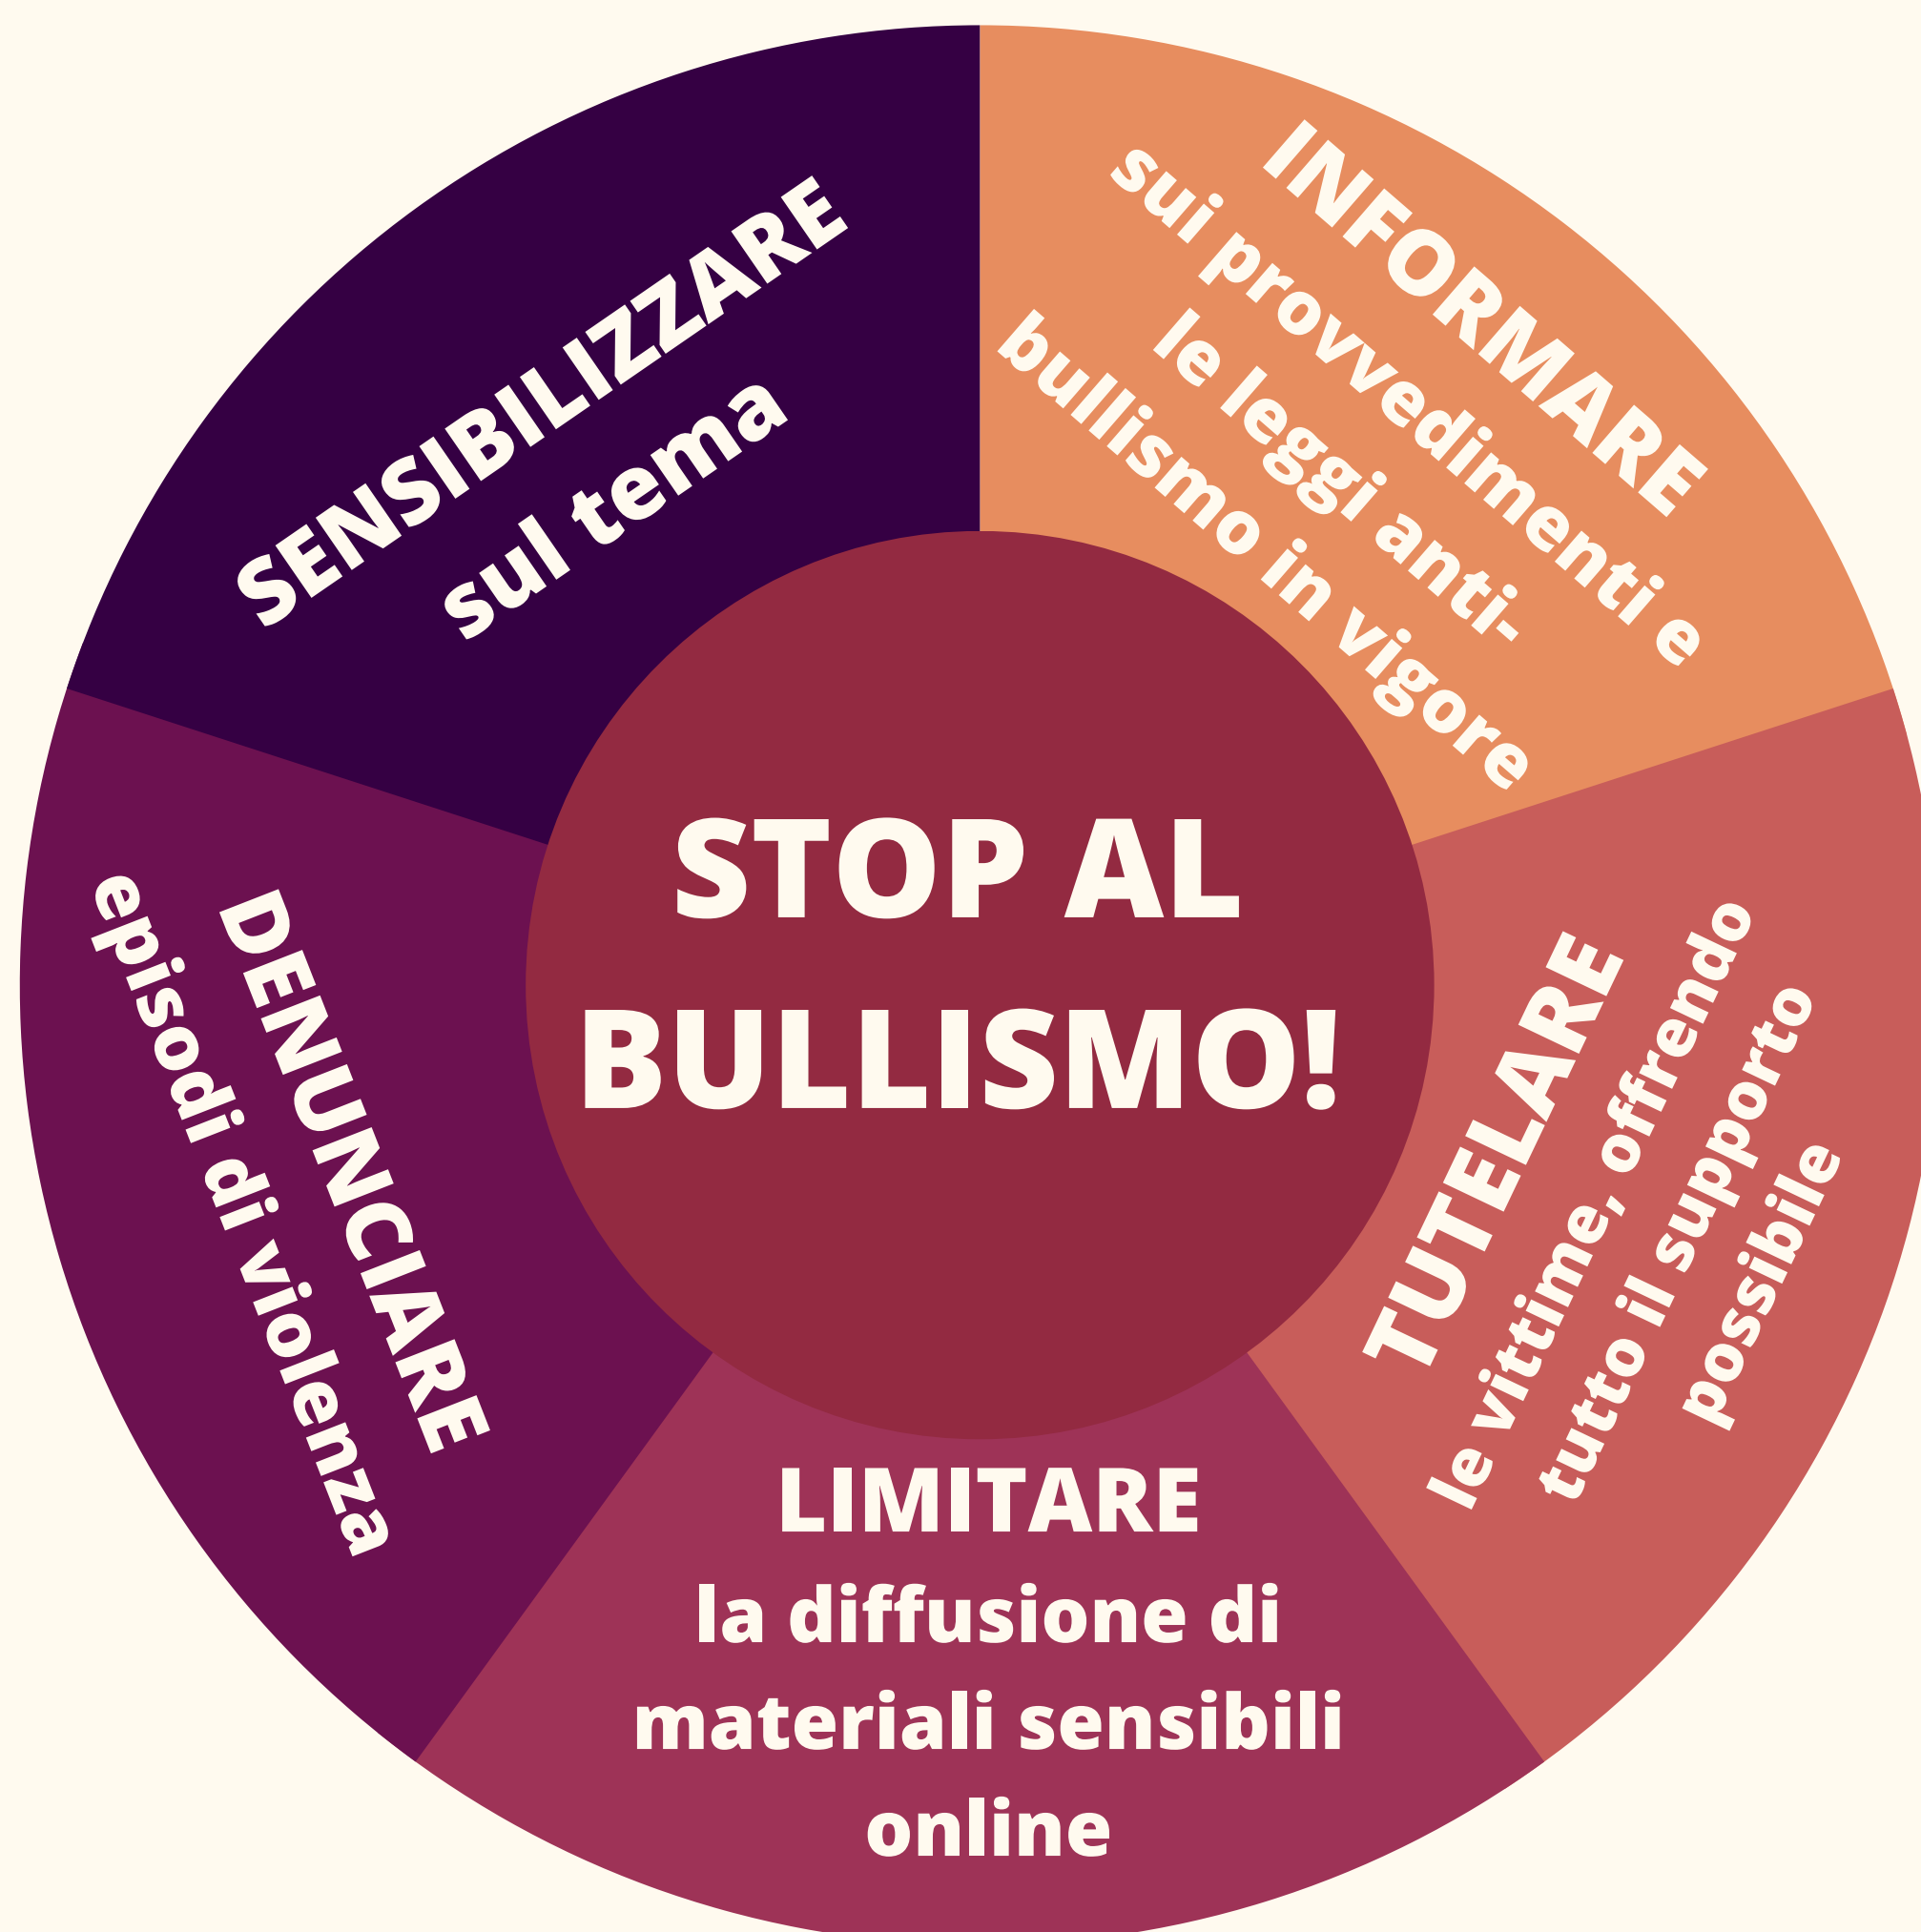 STOP AL
BULLISMO!
SENSIBILIZZARE
sul tema
INFORMARE
sui provvedimenti e
le leggi anti-
bullismo in vigore
TUTELARE
le vittime, offrendo
tutto il supporto
possibile
LIMITARE
la diffusione di
materiali sensibili
online
DENUNCIARE
episodi di violenza